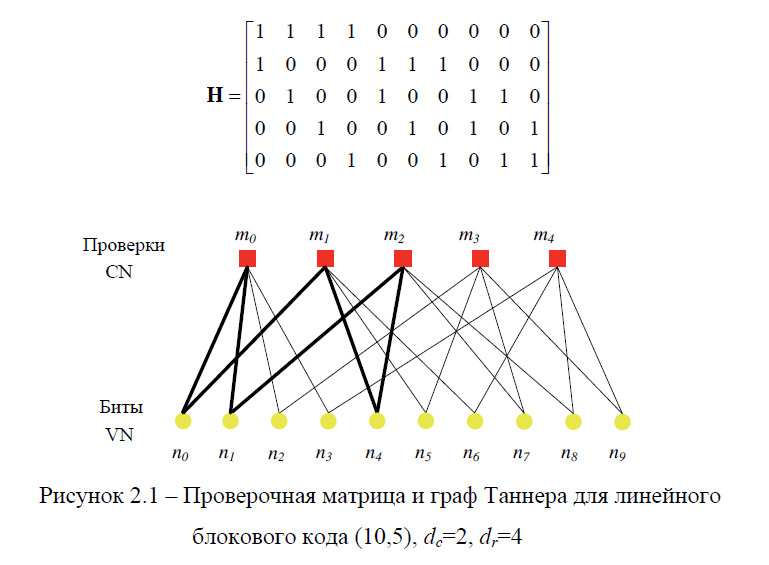 1 1 1 1 0 0 0 0 0 0
1 0 0 0 1 1 1 0 0 0
H = 0 1 0 0 1 0 0 1 1 0
0 0 1 0 0 1 0 1 0 1
0 0 0 1 0 0 1 0 1 1
m0 m1 m2 m3 m4
Проверки
CN
Биты
VN
n0 n1 n2 n3 n4 n5 n6 n7 n8 n9
Рисунок 2.1 – Проверочная матрица и граф Таннера для линейного
блокового кода (10,5), dc=2, dr=4